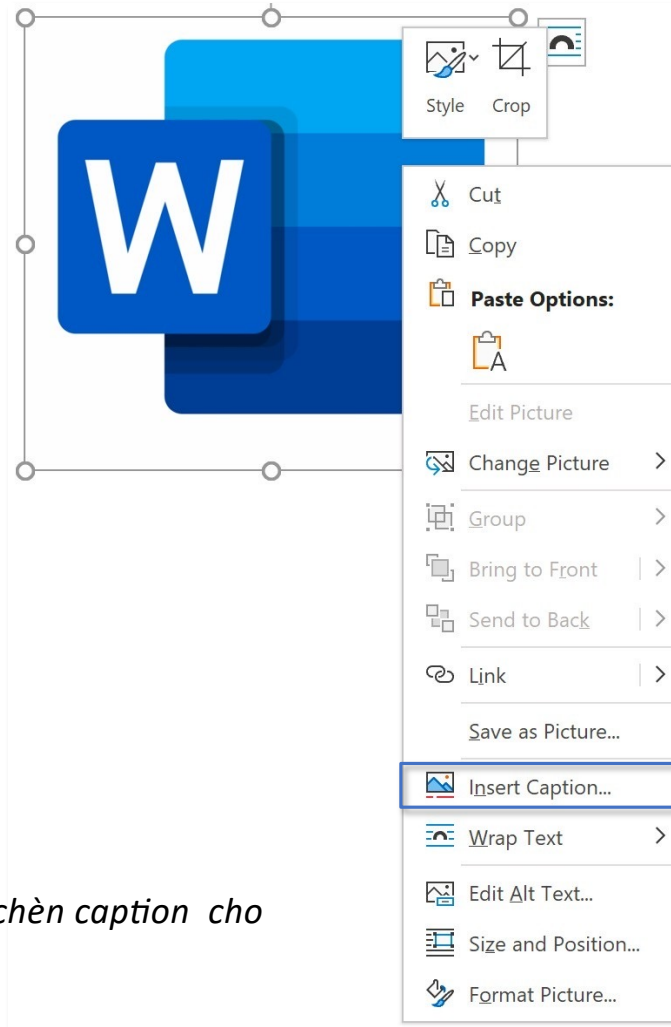 W
Style Crop
Cut
Copy
Paste Options:
A
Edit Picture
Change Picture
Group
Bring to Front
Send to Back
Link
Save as Picture...
Insert Caption...
Wrap Text
chèn caption cho
Edit Alt Text...
Size and Position...
Format Picture...